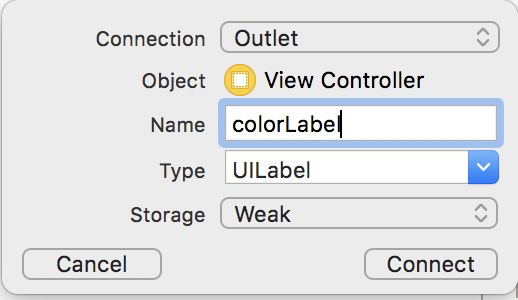 Connection Outlet
Object View Controller
Name colorLabel
Type UILabel
Storage Weak
Cancel Connect